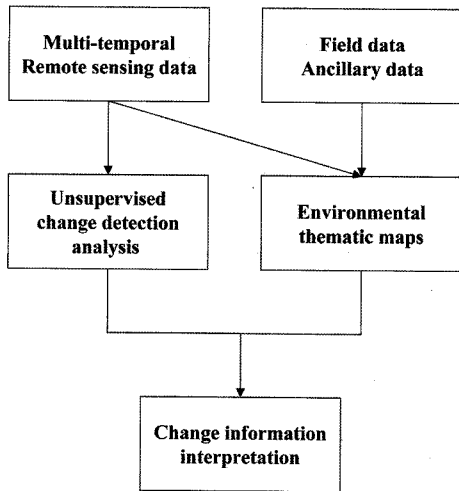 Multi-temporal
Remote sensing data
Field data
Ancillary data
Unsupervised
change detection
analysis
Environmental
thematic maps
Change information
interpretation